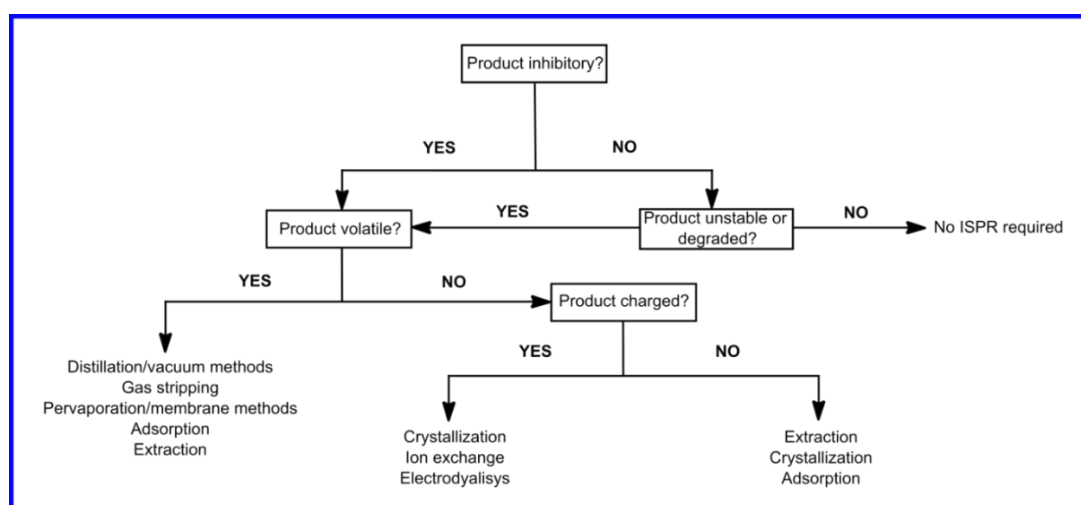 Product inhibitory?
YES
NO
Product volatile?
YES
Product unstable or
degraded?
NO
No ISPR required
YES
NO
Product charged?
Distillation/vacuum methods
Gas stripping
Pervaporation/membrane methods
Adsorption
Extraction
YES
NO
Crystallization
Ion exchange
Electrodyalisys
Extraction
Crystallization
Adsorption